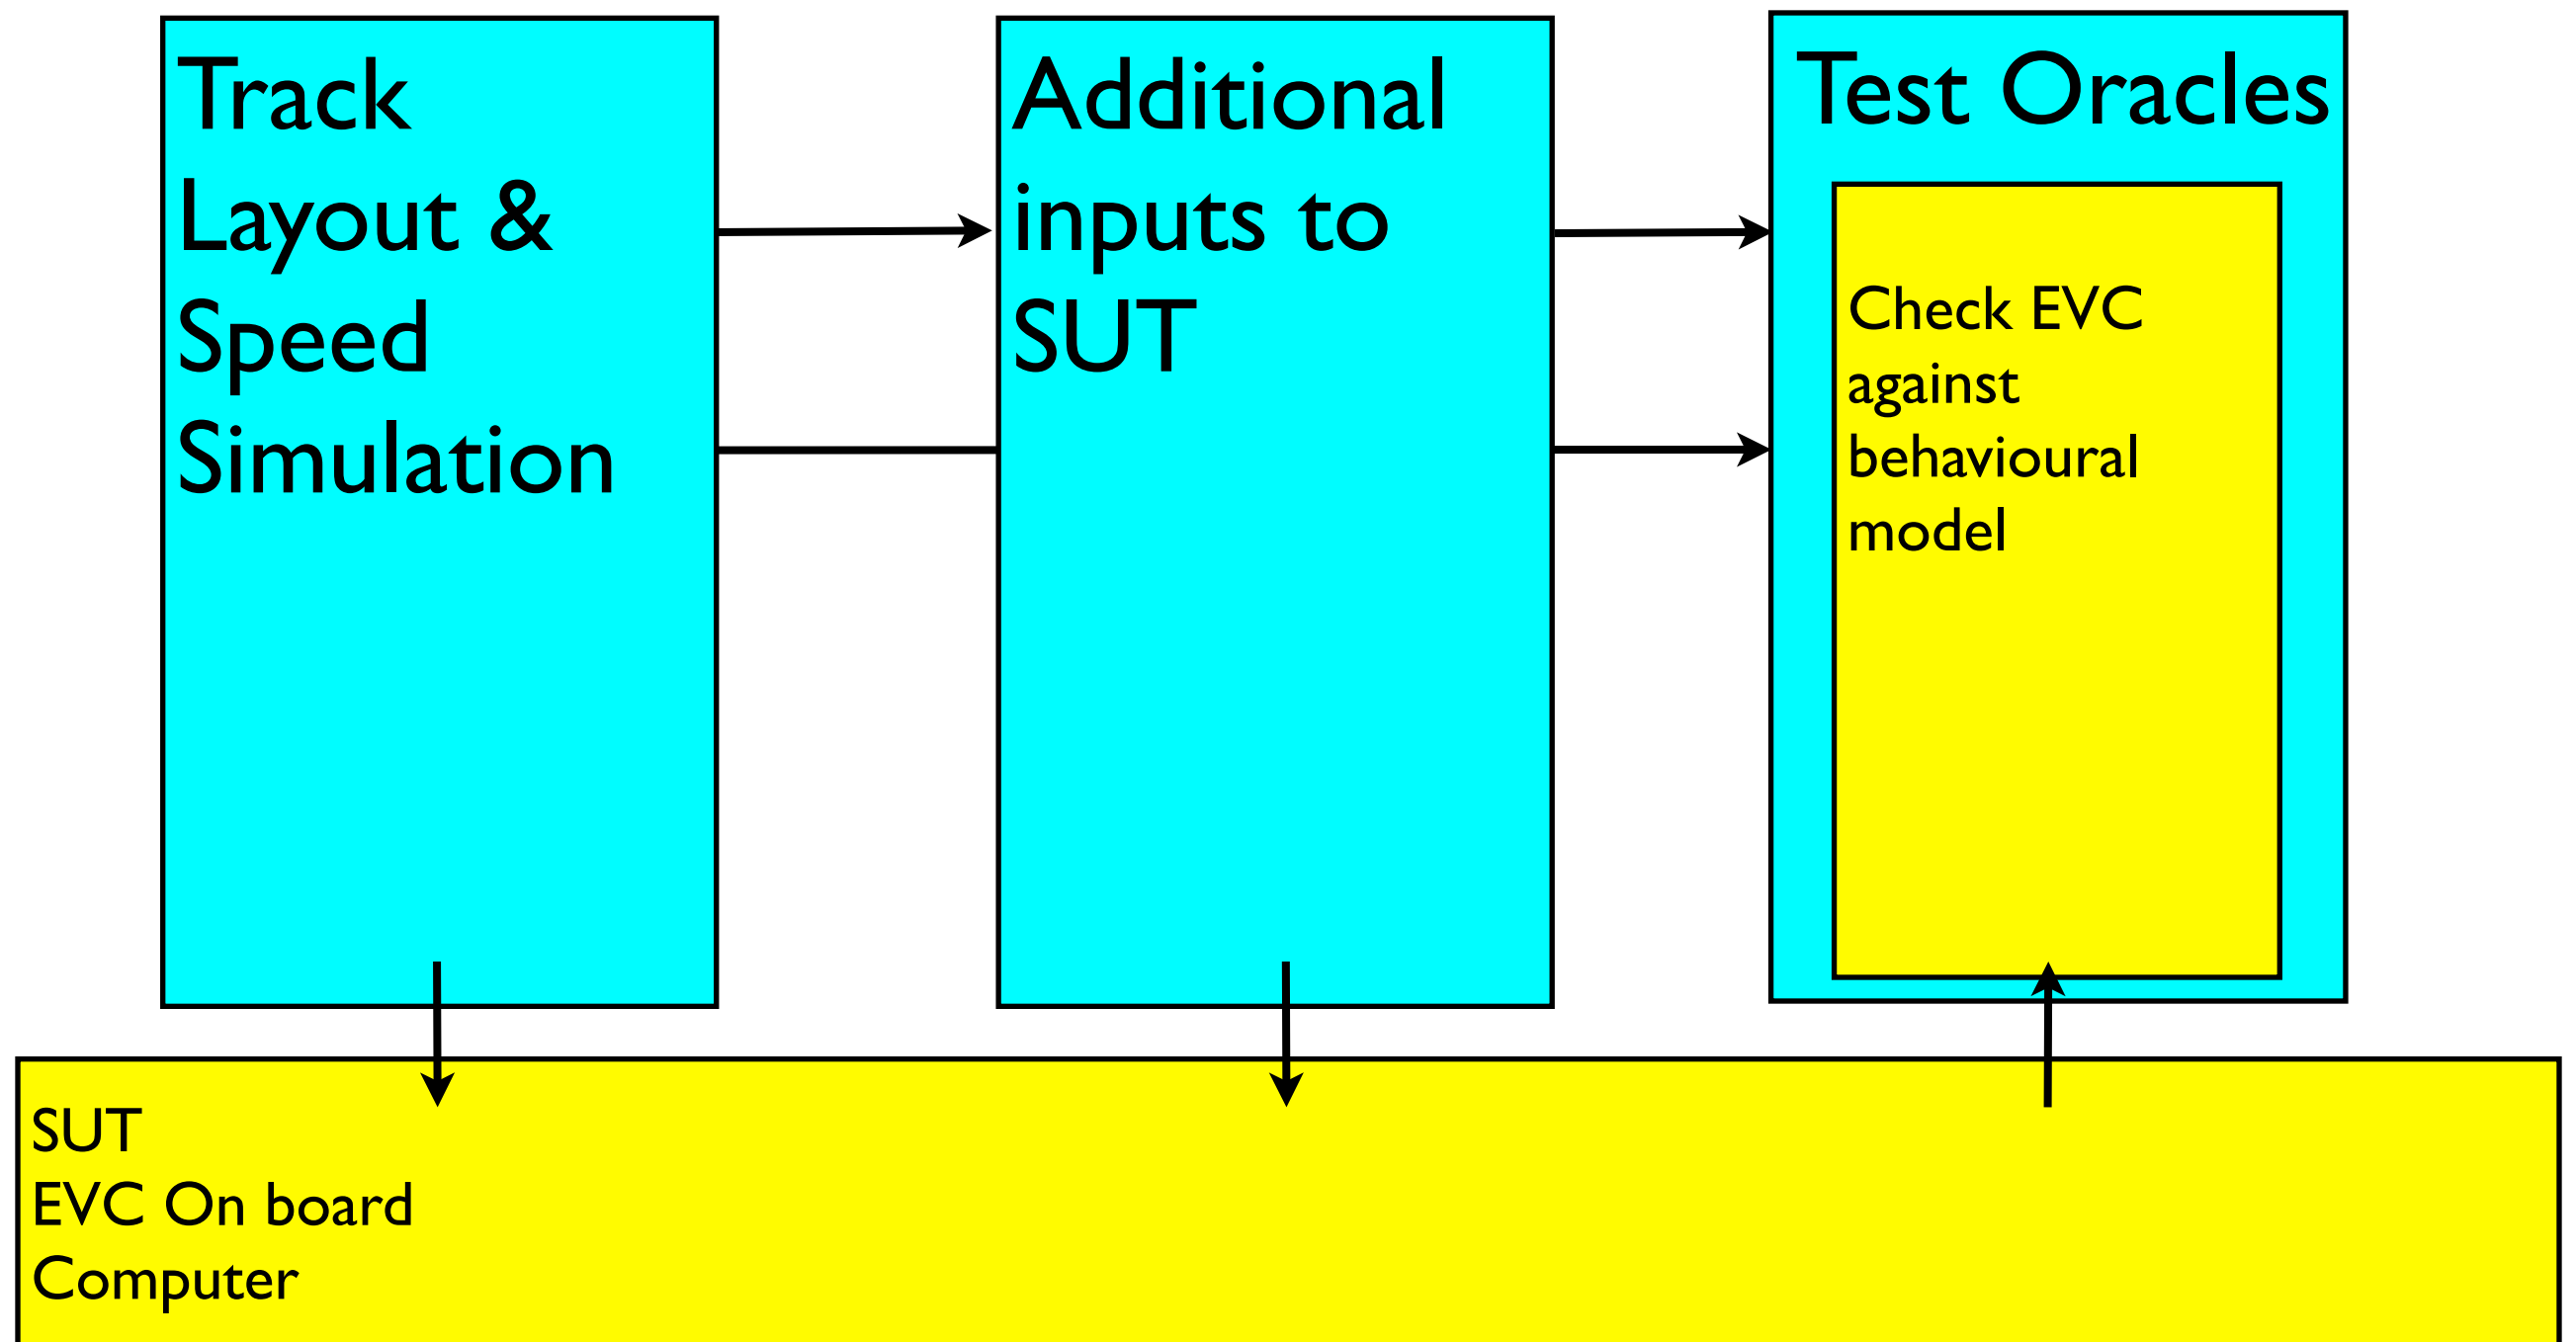 Track
Layout &
Speed
Simulation
Additional
inputs to
SUT
Test Oracles
Check EVC
against
behavioural
model
SUT
EVC On board
Computer